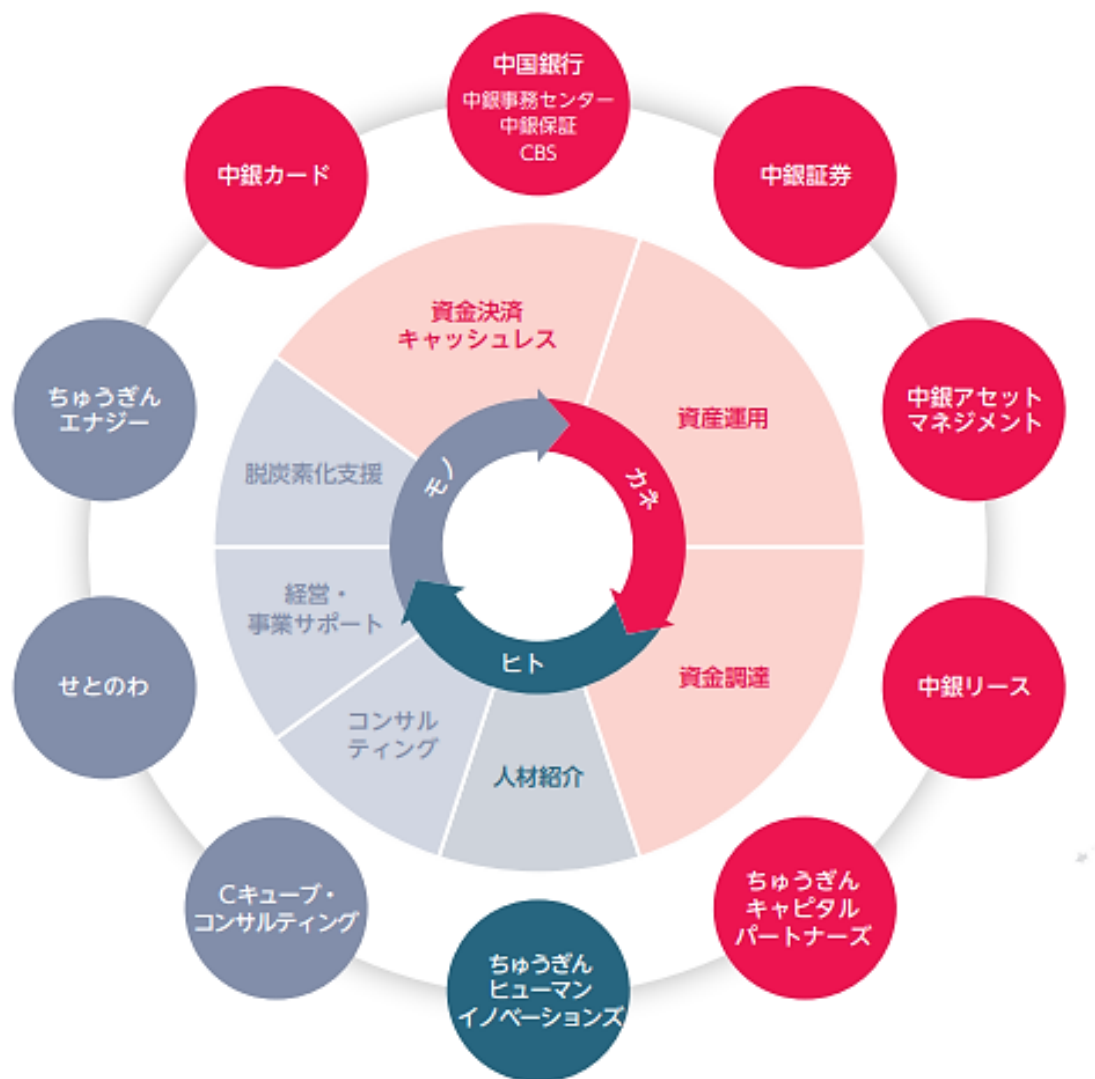 中国銀行
中銀事務センター
中銀保証
CBS
中銀証券
中銀アセット
マネジメント
中銀リース
ちゅうぎん
キャピタル
パートナーズ
ちゅうぎん
ヒューマン
イノベーションズ
Cキューブ・
コンサルティング
せとのわ
ちゅうぎん
エナジー
中銀カード
資金決済
キャッシュレス
資産運用
資金調達
人材紹介
コンサル
ティング
経営・
事業サポート
脱炭素化支援
モノ
カネ
ヒト